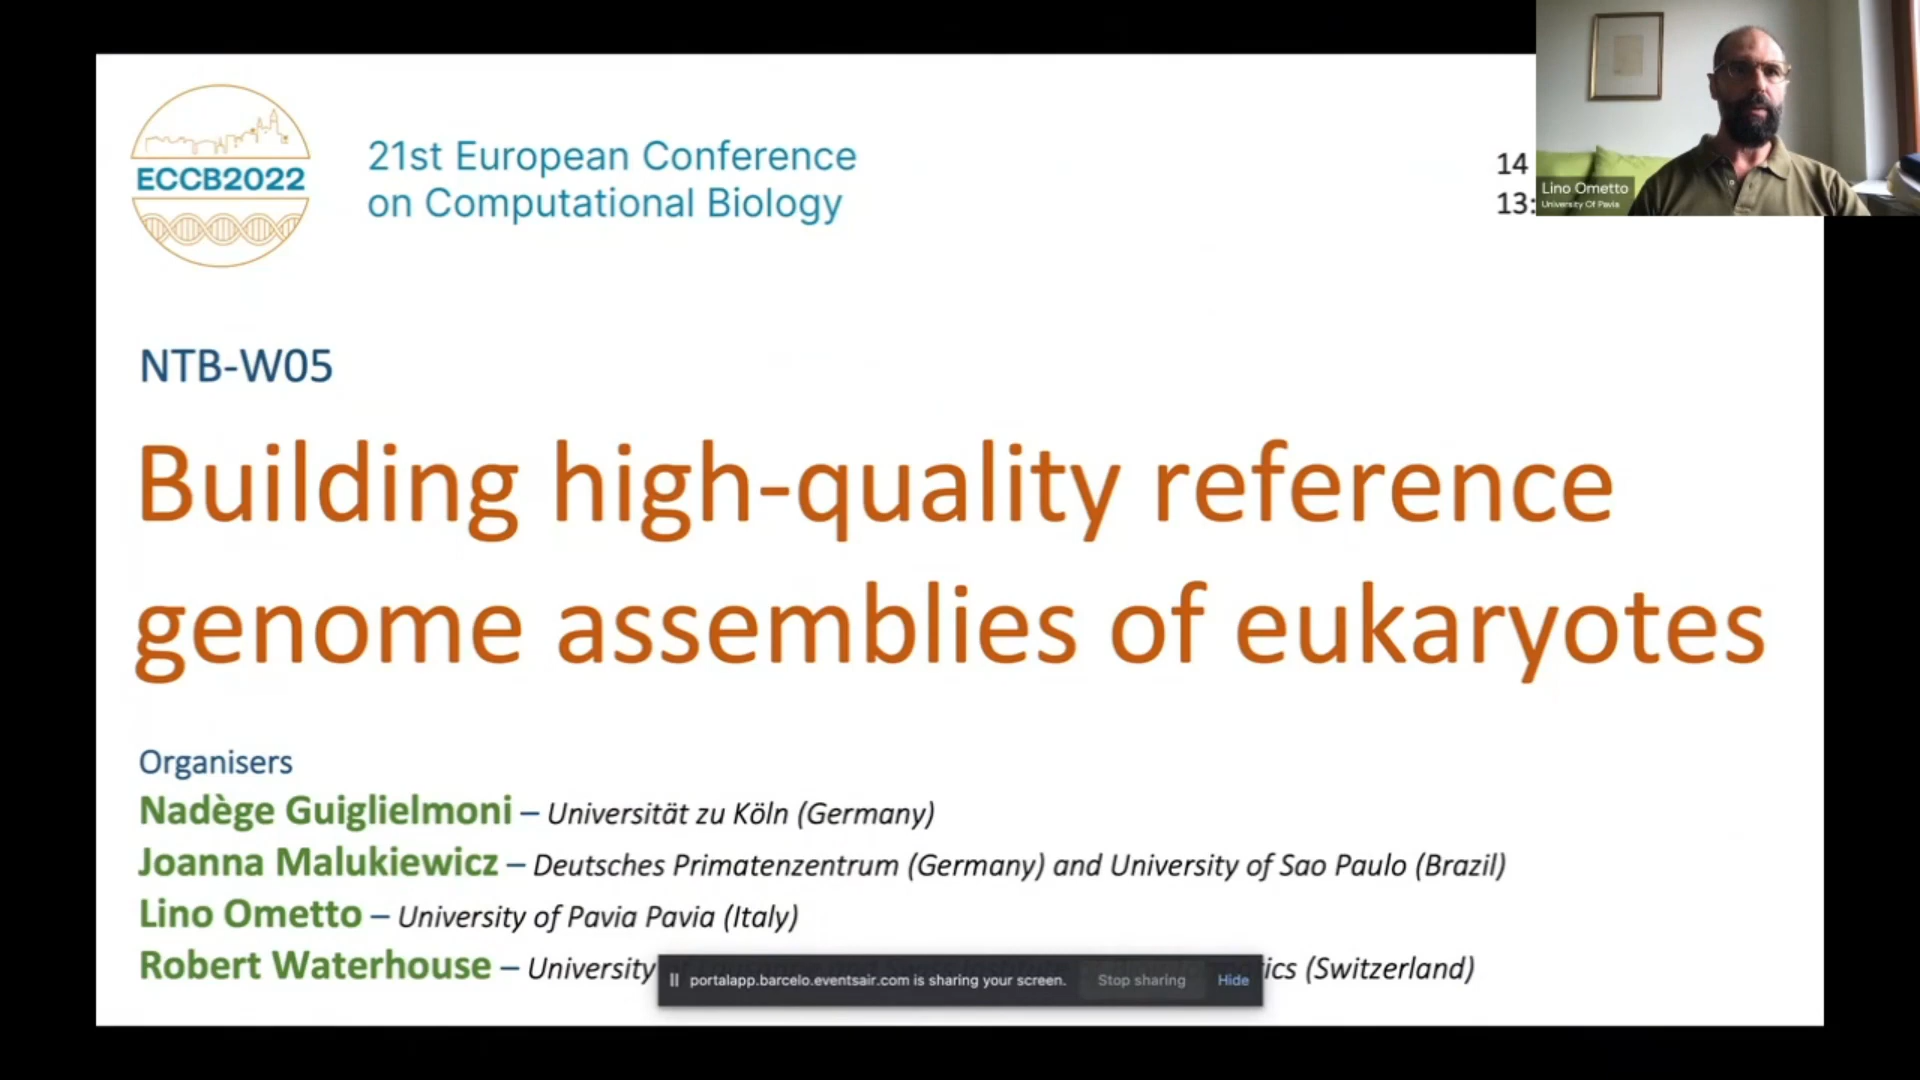 ECCB2022
21st European Conference
on Computational Biology
14
13:
Lino Ometto
University Of Pavia
NTB-W05
Building high-quality reference
genome assemblies of eukaryotes
Organisers
Nadège Guiglielmoni – Universität zu Köln (Germany)
Joanna Malukiewicz – Deutsches Primatenzentrum (Germany) and University of Sao Paulo (Brazil)
Lino Ometto – University of Pavia Pavia (Italy)
Robert Waterhouse – University ics (Switzerland)
portalapp.barcelo.eventsair.com is sharing your screen. Stop sharing Hide